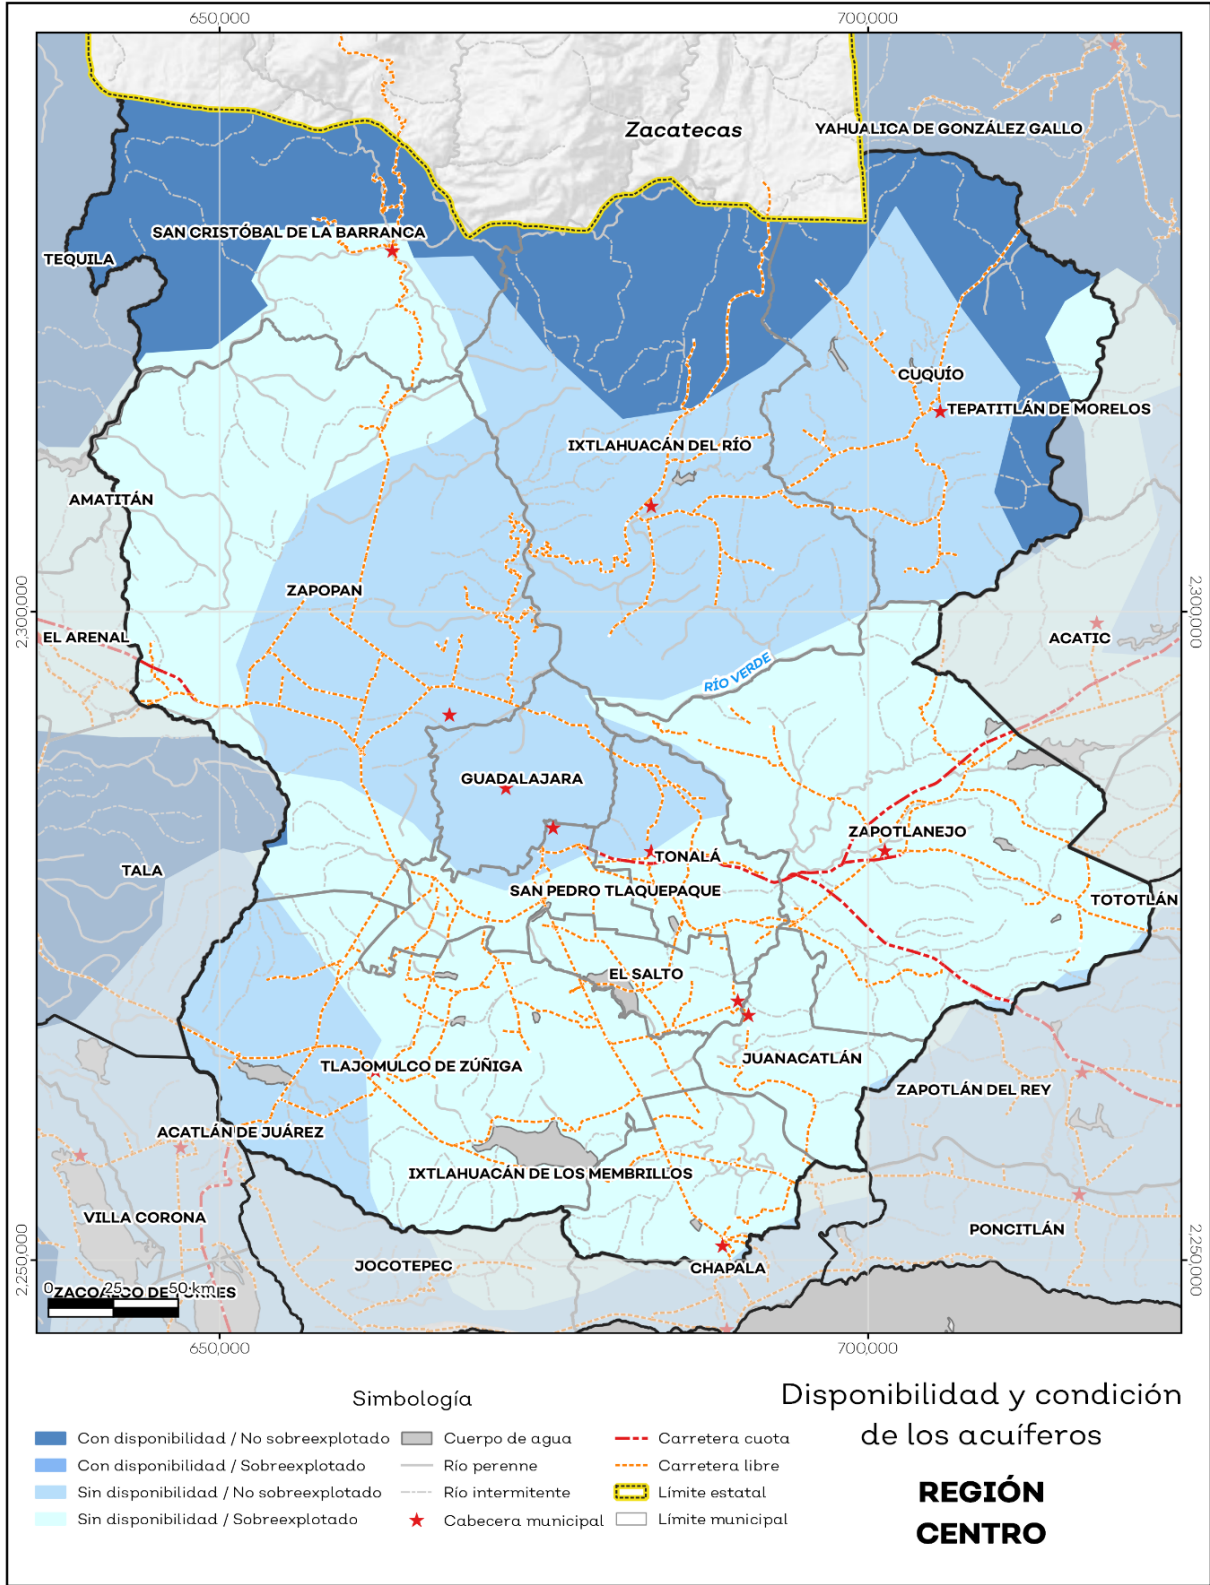 650,000
700,000
Zacatecas
YAHUALICA DE GONZÁLEZ GALLO
SAN CRISTÓBAL DE LA BARRANCA
TEQUILA
CUQUÍO
TEPATITLÁN DE MORELOS
IXTLAHUACÁN DEL RÍO
AMATITÁN
ZAPOPAN
2,300,000
2,300,000
EL ARENAL
ACATIC
RÍO VERDE
GUADALAJARA
ZAPOTLANEJO
TONALÁ
TALA
SAN PEDRO TLAQUEPAQUE
TOTOTLÁN
EL SALTO
JUANACATLÁN
TLAJOMULCO DE ZÚÑIGA
ZAPOTLÁN DEL REY
ACATLÁN DE JUÁREZ
IXTLAHUACÁN DE LOS MEMBRILLOS
VILLA CORONA
PONCITLÁN
2,250,000
2,250,000
JOCOTEPEC
CHAPALA
0 25 50 km
ZACOALCO DE TORRES
650,000
700,000
Simbología
Con disponibilidad / No sobreexplotado
Con disponibilidad / Sobreexplotado
Sin disponibilidad / No sobreexplotado
Sin disponibilidad / Sobreexplotado
Cuerpo de agua
Río perenne
Río intermitente
Cabecera municipal
Carretera cuota
Carretera libre
Límite estatal
Límite municipal
Disponibilidad y condición
de los acuíferos
REGIÓN
CENTRO